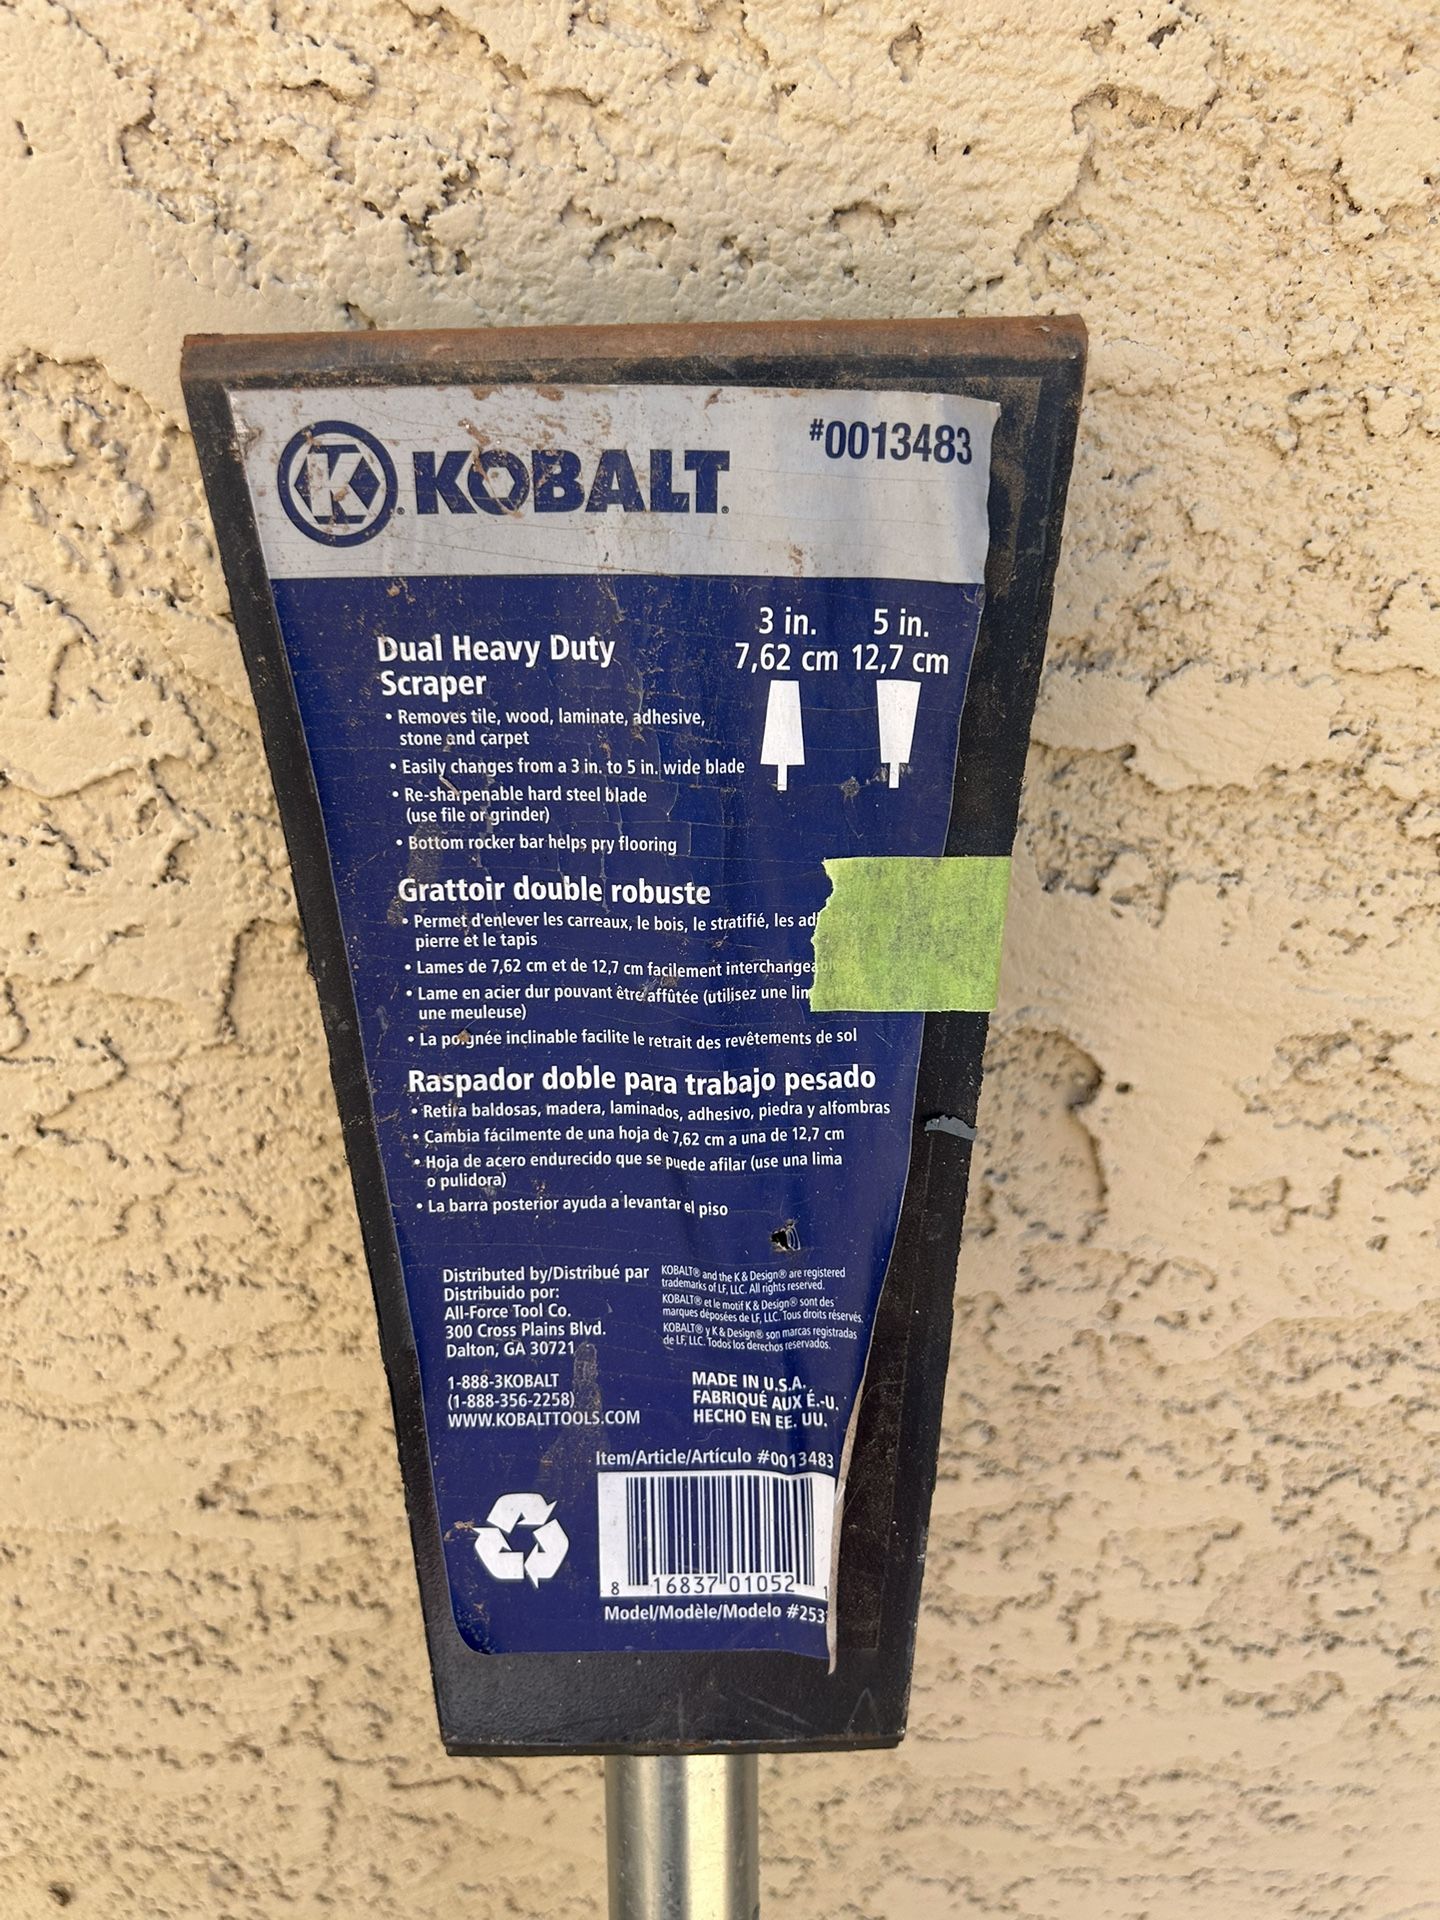 K KOBALT
#0013483
3 in.
7,62 cm
5 in.
12,7 cm
Dual Heavy Duty
Scraper
• Removes tile, wood, laminate, adhesive,
stone and carpet
• Easily changes from a 3 in. to 5 in. wide blade
• Re-sharpenable hard steel blade
(use file or grinder)
• Bottom rocker bar helps pry flooring
Grattoir double robuste
• Permet d'enlever les carreaux, le bois, le stratifié, les
pierre et le tapis
• Lames de 7,62 cm et de 12,7 cm facilement
• Lame en acier dur pouvant être affûtée (utilisez une
une meuleuse)
• La poignée inclinable facilite le retrait des revêtements de sol
Raspador doble para trabajo pesado
• Retira baldosas, madera, laminados, adhesivo, piedra y alfombras
• Cambia fácilmente de una hoja de 7,62 cm a una de 12,7 cm
• Hoja de acero endurecido que se puede afilar (use una lima
o pulidora)
• La barra posterior ayuda a levantar el piso
Distributed by/Distribué par
Distribuido por:
All-Force Tool Co.
300 Cross Plains Blvd.
Dalton, GA 30721
1-888-3KOBALT
(1-888-356-2258)
WWW.KOBALTTOOLS.COM
KOBALT® and the K & Design® are registered
trademarks of LF, LLC. All rights reserved.
KOBALT® et le motif K & Design® sont des
marques déposées de LF, LLC. Tous droits réservés.
KOBALT® y K & Design® son marcas registradas
de LF, LLC. Todos los derechos reservados.
MADE IN U.S.A.
FABRIQUÉ AUX É.-U.
HECHO EN EE. UU.
Item/Article/Artículo #0013483
8 16837 01052 1
Model/Modèle/Modelo